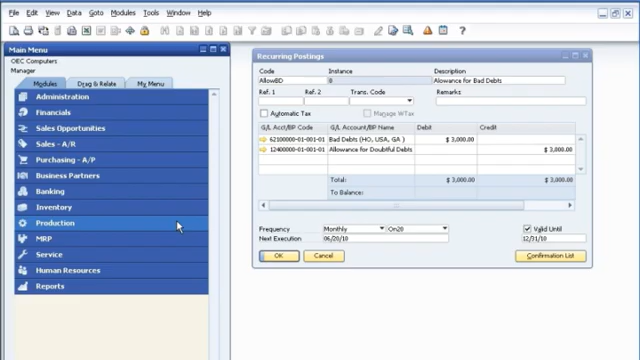 File Edit View Data Goto Modules Tools Window Help
Main Menu
OEC Computers
Manager
Modules Drag & Relate My Menu
Administration
Financials
Sales Opportunities
Sales - A/R
Purchasing - A/P
Business Partners
Banking
Inventory
Production
MRP
Service
Human Resources
Reports
Recurring Postings
Code Instance Description
AllowBD 0 Allowance for Bad Debts
Ref. 1 Ref. 2 Trans. Code Remarks
Automatic Tax Manage WTax
G/L Acct/BP Code G/L Account/BP Name Debit Credit
62100000-01-001-01 Bad Debts (HO, USA, GA ) $ 3,000.00
12400000-01-001-01 Allowance for Doubtful Debts $ 3,000.00
Total: $ 3,000.00 $ 3,000.00
To Balance:
Frequency Monthly On20 Valid Until
Next Execution 06/20/10 12/31/10
OK Cancel Confirmation List